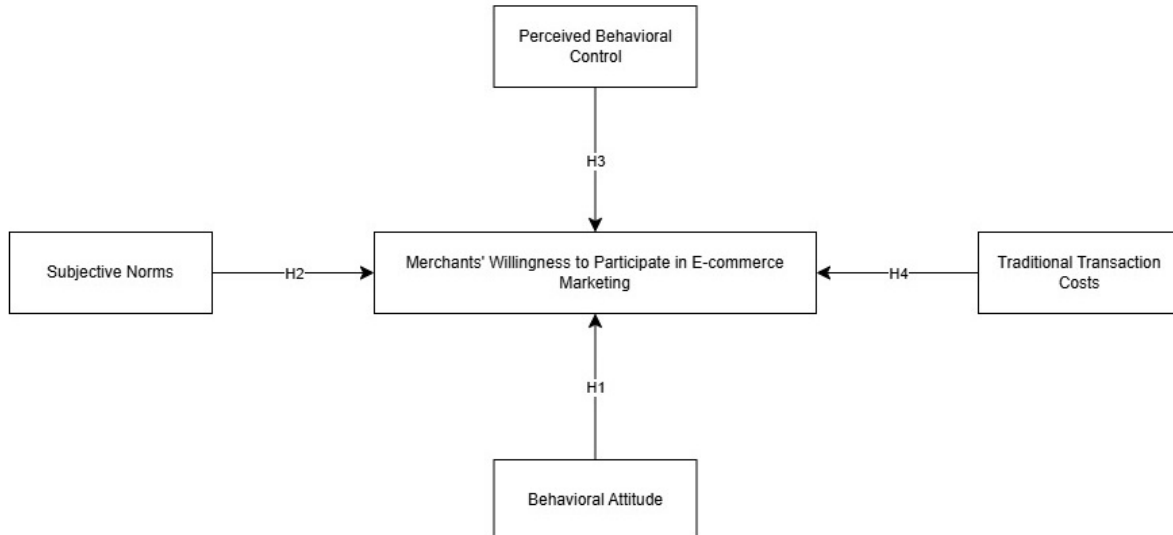 Perceived Behavioral
Control
H3
Subjective Norms
H2
Merchants' Willingness to Participate in E-commerce
Marketing
H4
Traditional Transaction
Costs
H1
Behavioral Attitude